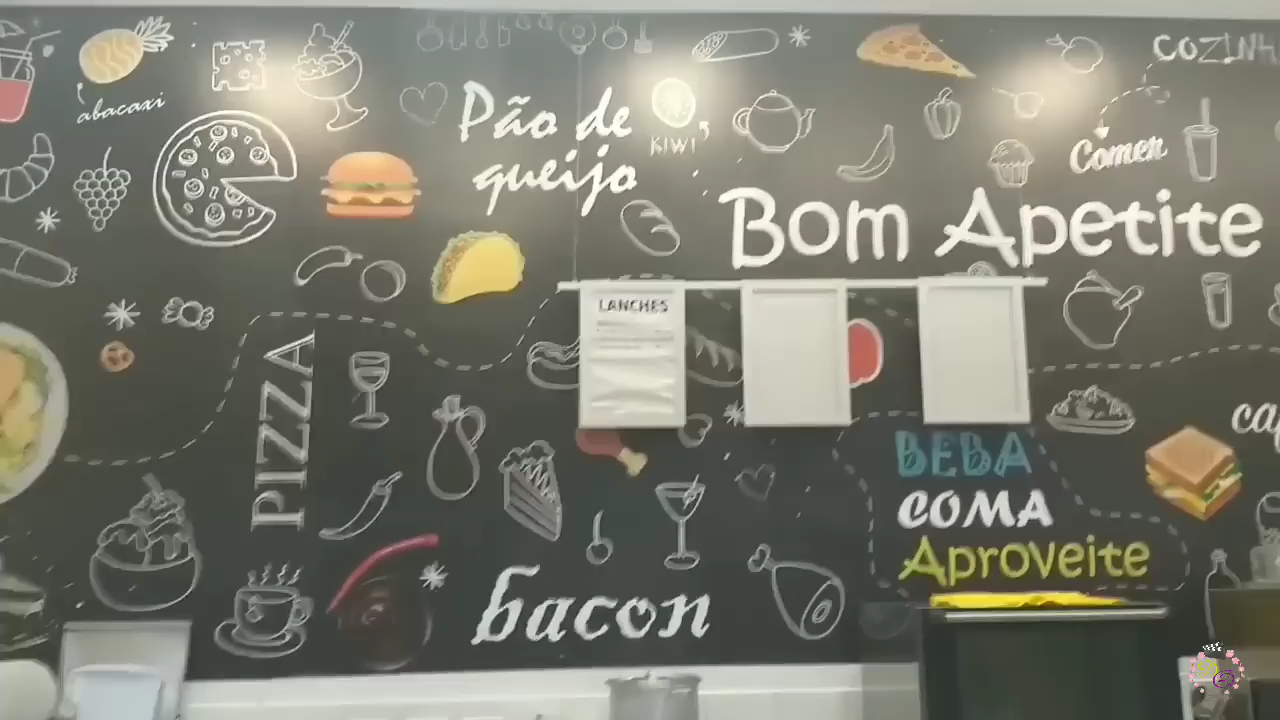 abacaxi
Pão de
queijo
KIWI
COZINH
Comer
Bom Apetite
LANCHES
PIZZA
BEBA
COMA
Aproveite
bacon